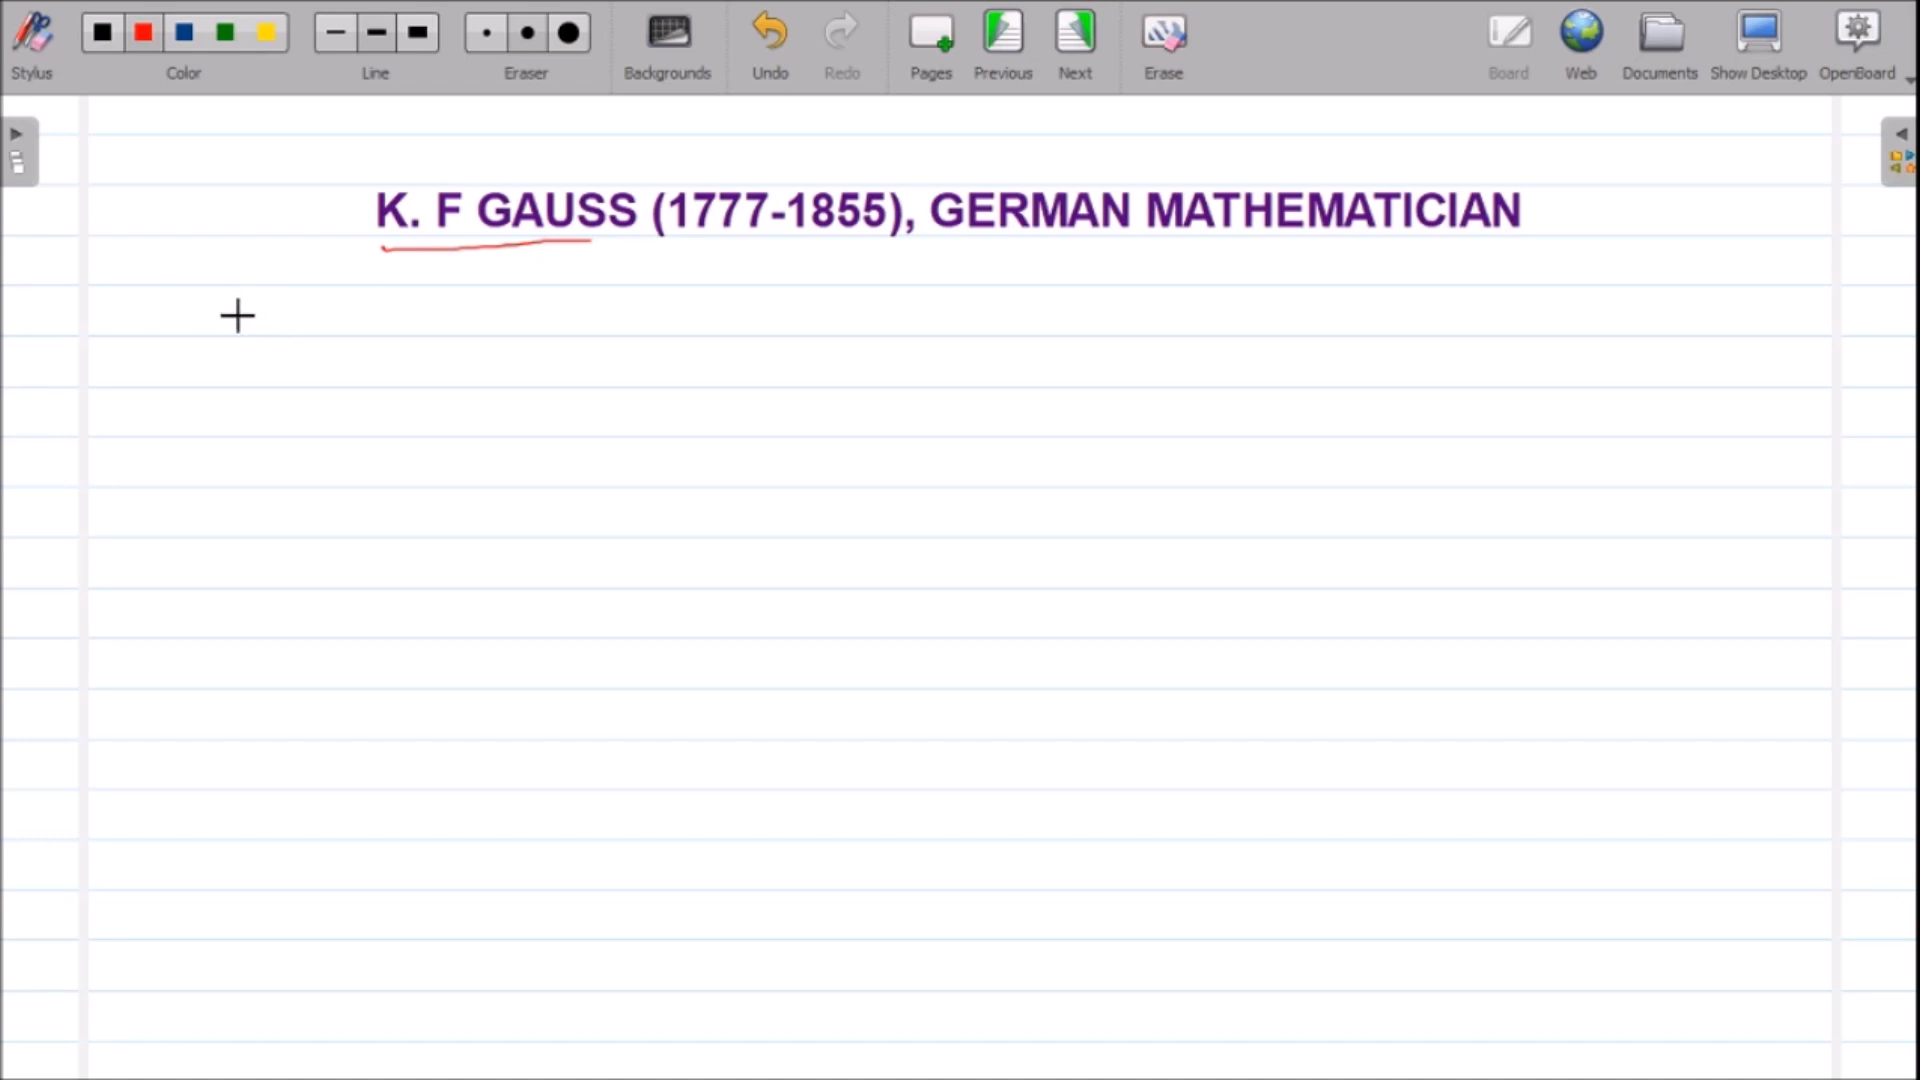 Stylus Color Line Eraser Backgrounds Undo Redo Pages Previous Next Erase Board Web Documents Show Desktop OpenBoard
K. F GAUSS (1777-1855), GERMAN MATHEMATICIAN